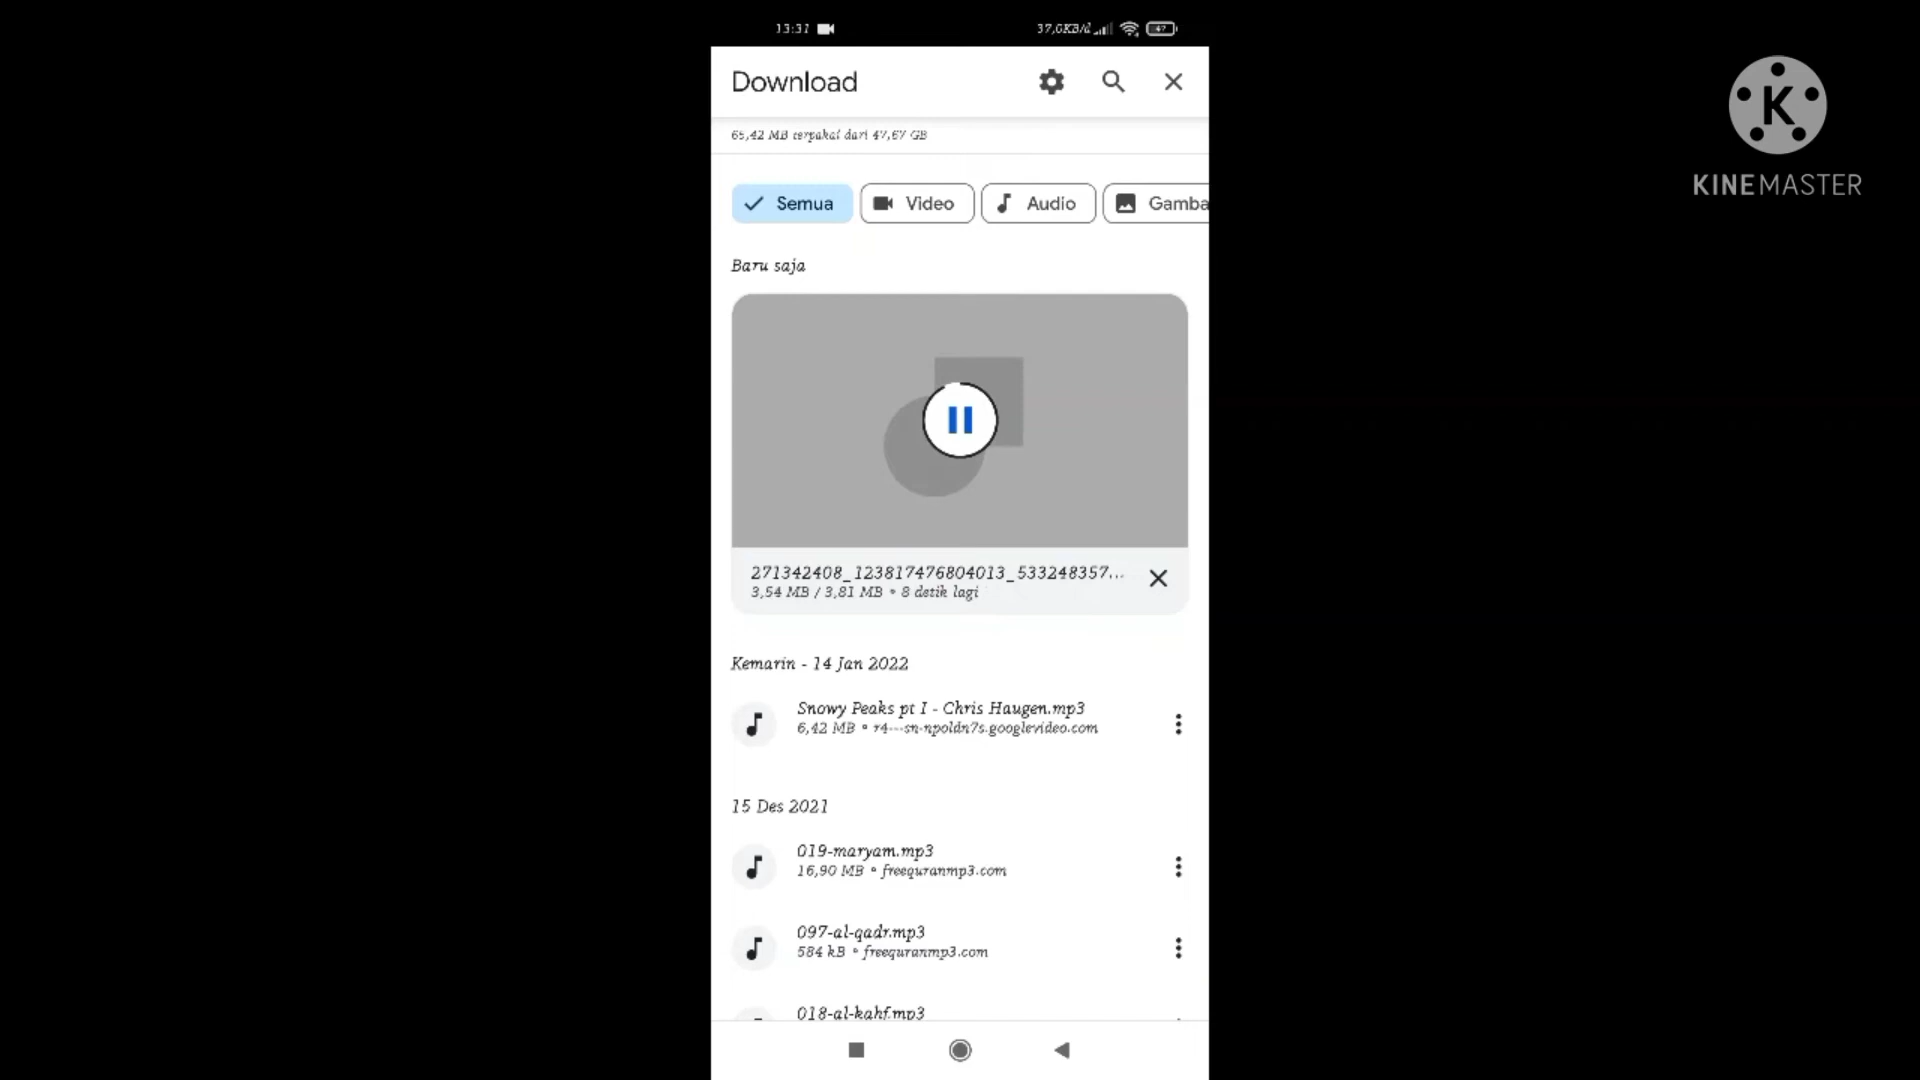 13:31
37,0KB/d
47
Download
65,42 MB terpakai dari 47,67 GB
Semua
Video
Audio
Gamba
Baru saja
271342408_123817476804013_533248357...
3,54 MB / 3,81 MB • 8 detik lagi
Kemarin - 14 Jan 2022
Snowy Peaks pt I - Chris Haugen.mp3
6,42 MB • r4---sn-npoldn7s.googlevideo.com
15 Des 2021
019-maryam.mp3
16,90 MB • freequranmp3.com
097-al-qadr.mp3
584 kB • freequranmp3.com
018-al-kahf.mp3
K
KINEMASTER